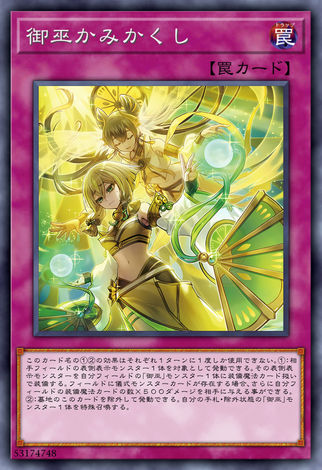 御巫かみかくし
トラップ
罠
【罠カード】
このカード名の①②の効果はそれぞれ1ターンに1度しか使用できない。①:相
手フィールドの表側表示モンスター1体を対象として発動できる。その表側表
示モンスターを自分フィールドの「御巫」モンスター1体に装備魔法カード扱い
で装備する。フィールドに儀式モンスターカードが存在する場合、さらに自分フィ
ールドの装備魔法カードの数×500ダメージを相手に与える事ができる。
②:墓地のこのカードを除外して発動できる。自分の手札・除外状態の「御巫」モ
ンスター1体を特殊召喚する。
53174748